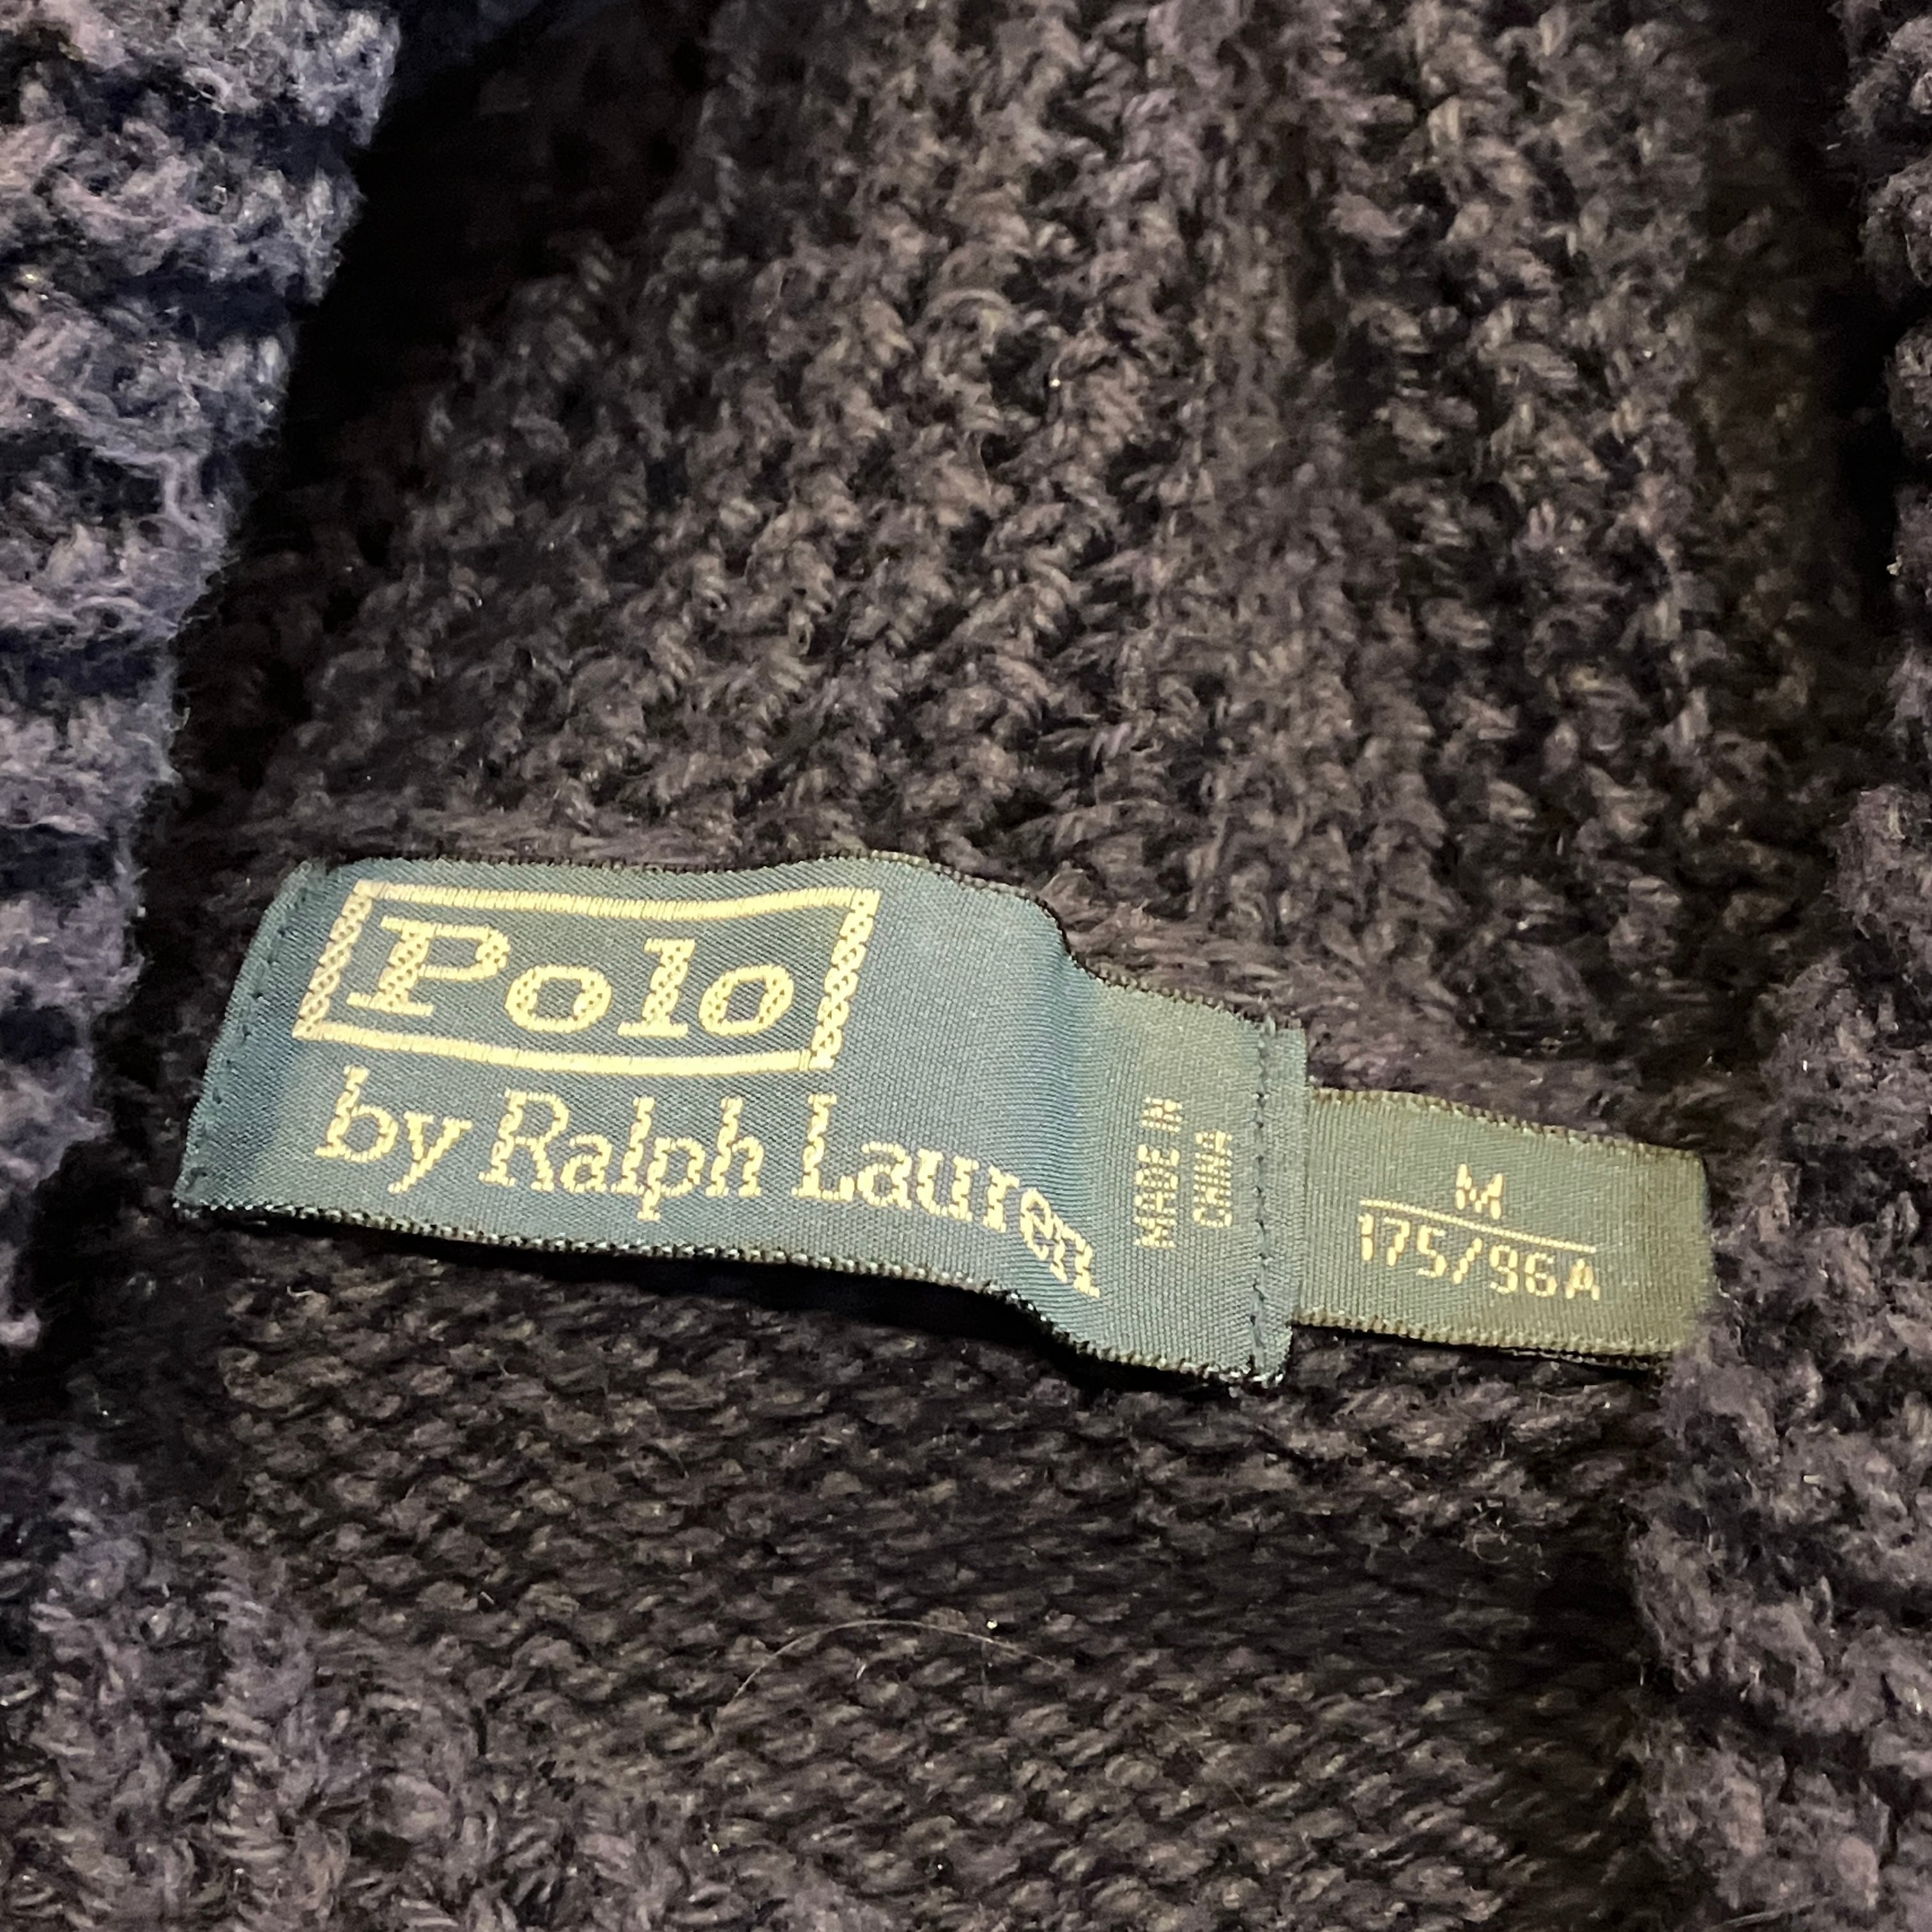 Polo
by Ralph Lauren
MADE IN
CHINA
M
175/96A